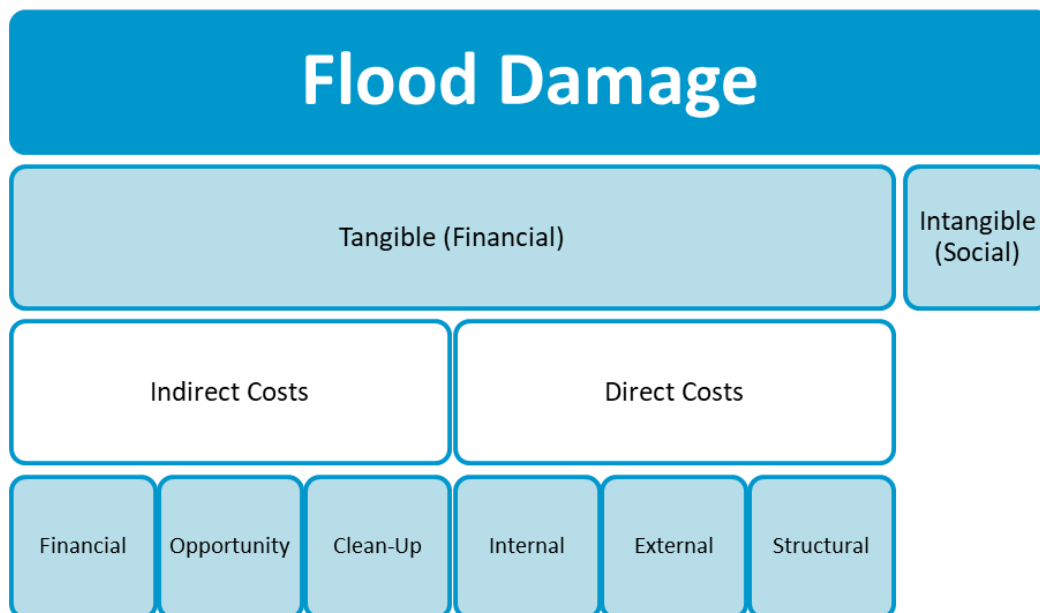 Flood Damage
Tangible (Financial)
Intangible
(Social)
Indirect Costs
Direct Costs
Financial
Opportunity
Clean-Up
Internal
External
Structural